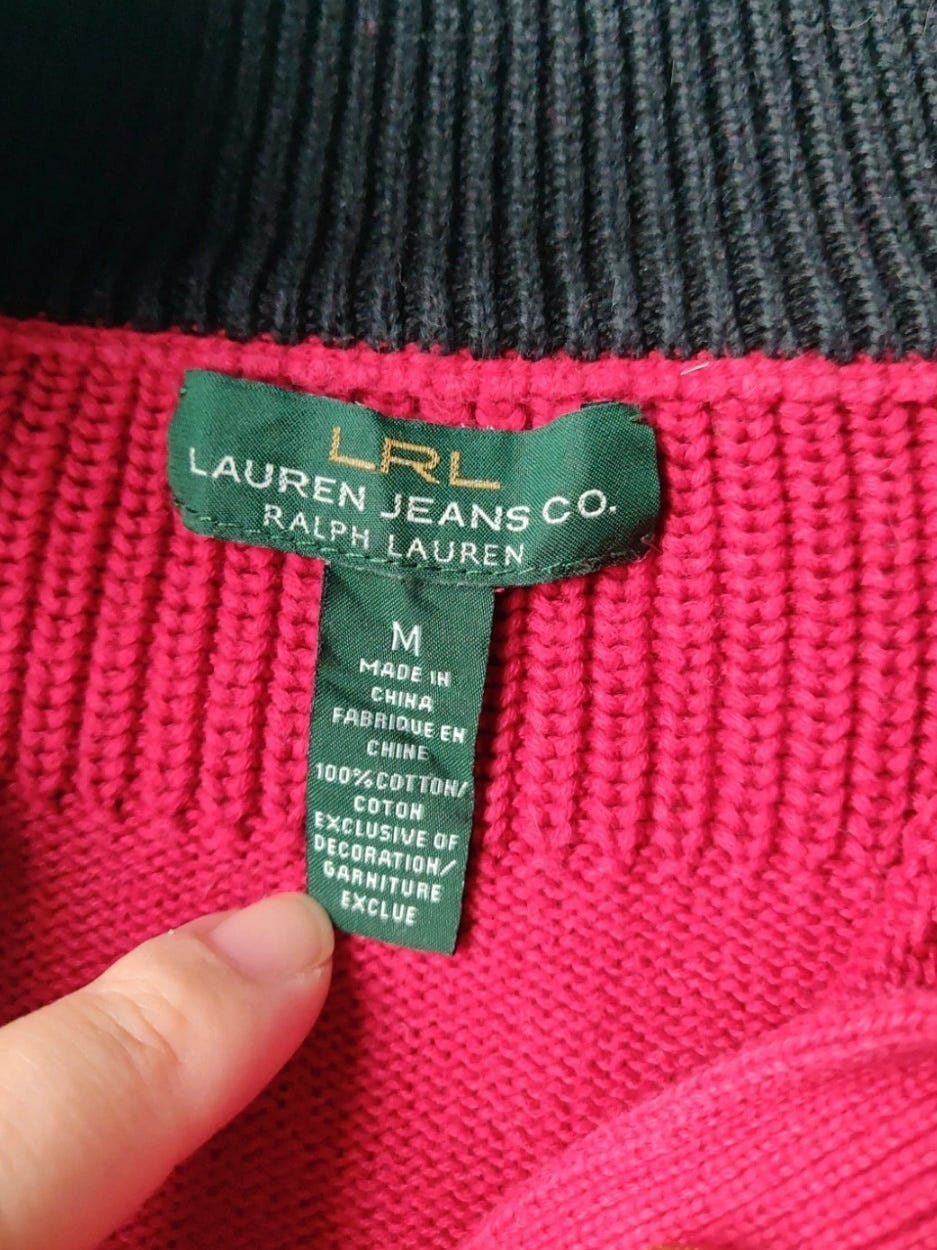 LRL
LAUREN JEANS CO.
RALPH LAUREN
M
MADE IN
CHINA
FABRIQUE EN
CHINE
100% COTTON/
COTON
EXCLUSIVE OF
DECORATION/
GARNITURE
EXCLUE